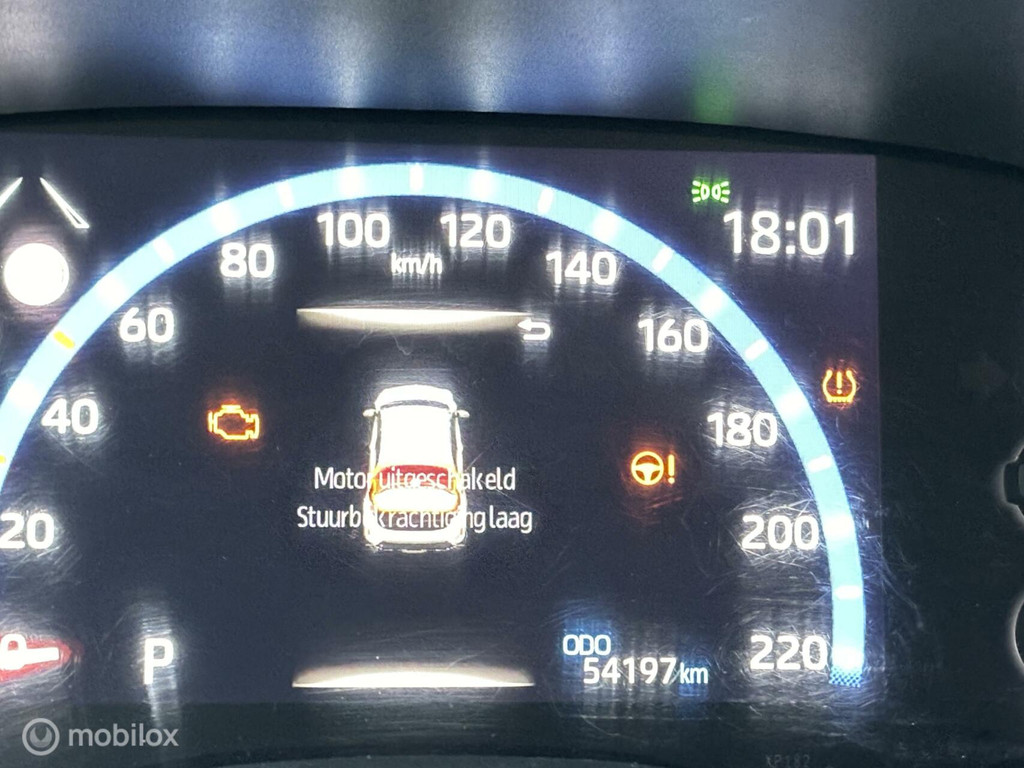 18:01
100
120
80
km/h
140
60
160
40
180
Motor uitgeschakeld
Stuurbekrachtiging laag
20
200
0
P
ODO
54197 km
220
mobilox